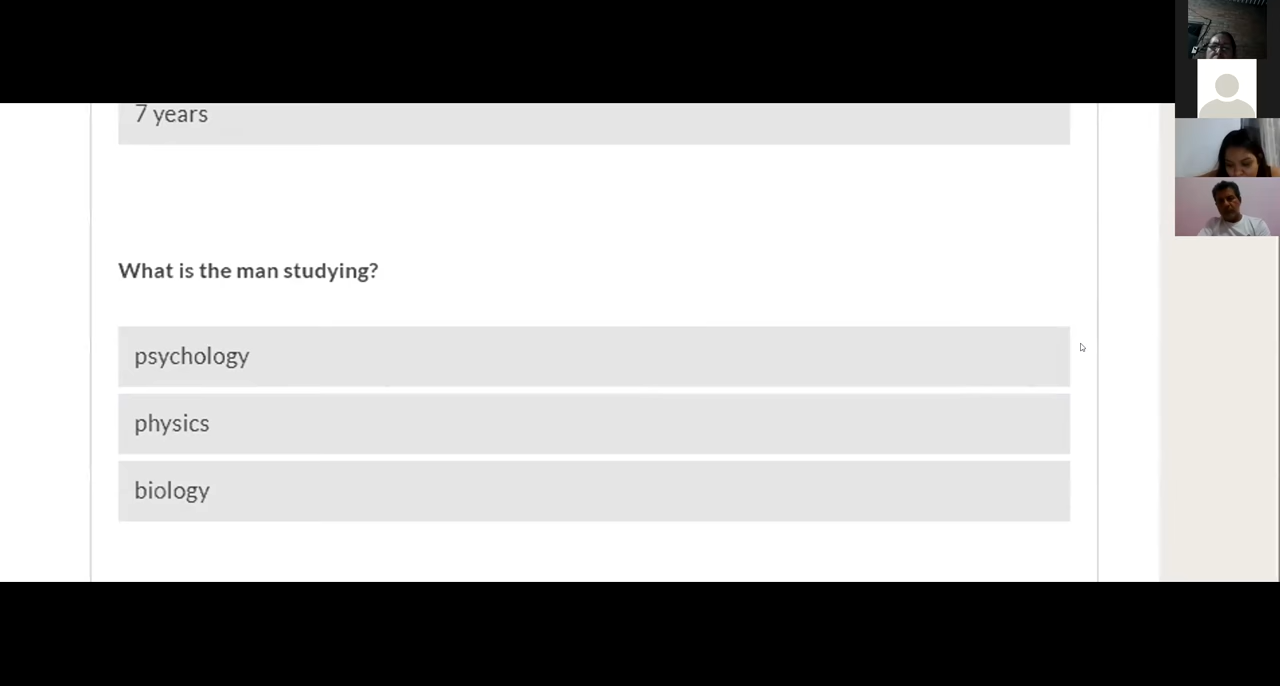 7 years
What is the man studying?
psychology
physics
biology